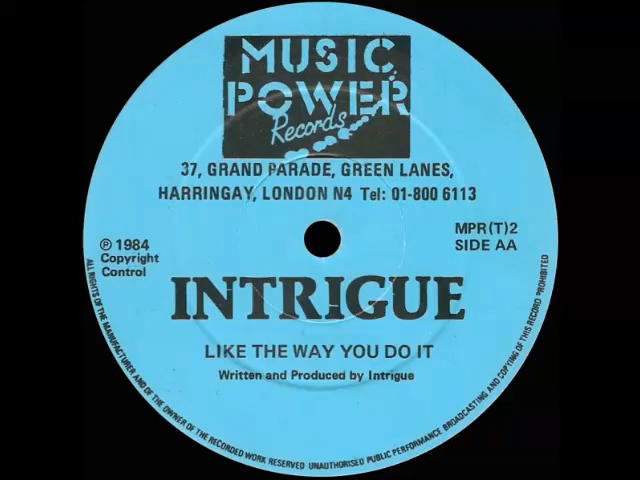 MUSIC
POWER
Records
37, GRAND PARADE, GREEN LANES,
HARRINGAY, LONDON N4 Tel: 01-800 6113
℗ 1984
Copyright
Control
MPR(T)2
SIDE AA
INTRIGUE
LIKE THE WAY YOU DO IT
Written and Produced by Intrigue
ALL RIGHTS OF THE MANUFACTURER AND OF THE OWNER OF THE RECORDED WORK RESERVED UNAUTHORISED PUBLIC PERFORMANCE BROADCASTING AND COPYING OF THIS RECORD PROHIBITED